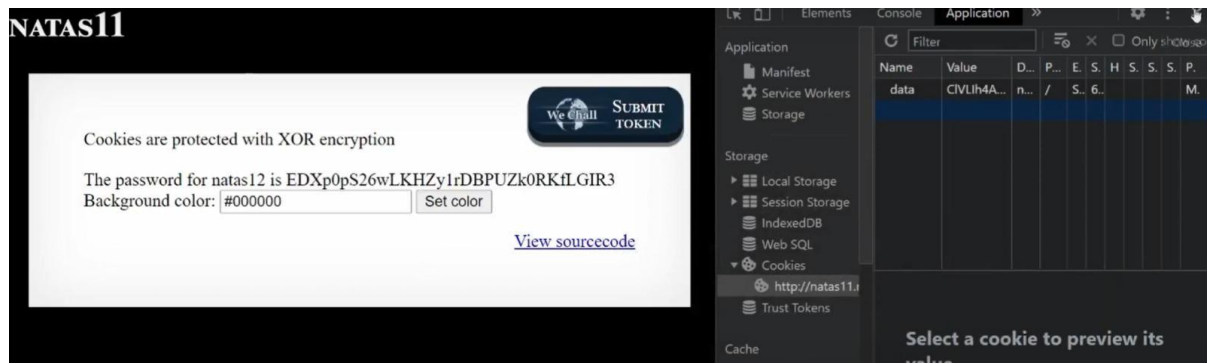 NATAS11
We Chall SUBMIT TOKEN
Cookies are protected with XOR encryption
The password for natas12 is EDXp0pS26wLKHZy1rDBPUZk0RKfLGIR3
Background color: #000000 Set color
View sourcecode
Elements Console Application »
Application
Manifest
Service Workers
Storage
Storage
Local Storage
Session Storage
IndexedDB
Web SQL
Cookies
http://natas11.
Trust Tokens
Cache
Filter Only
Name Value D... P... E. S. H S. S. S. P.
data ClVLIh4A... n... / S.. 6.. M.
Select a cookie to preview its